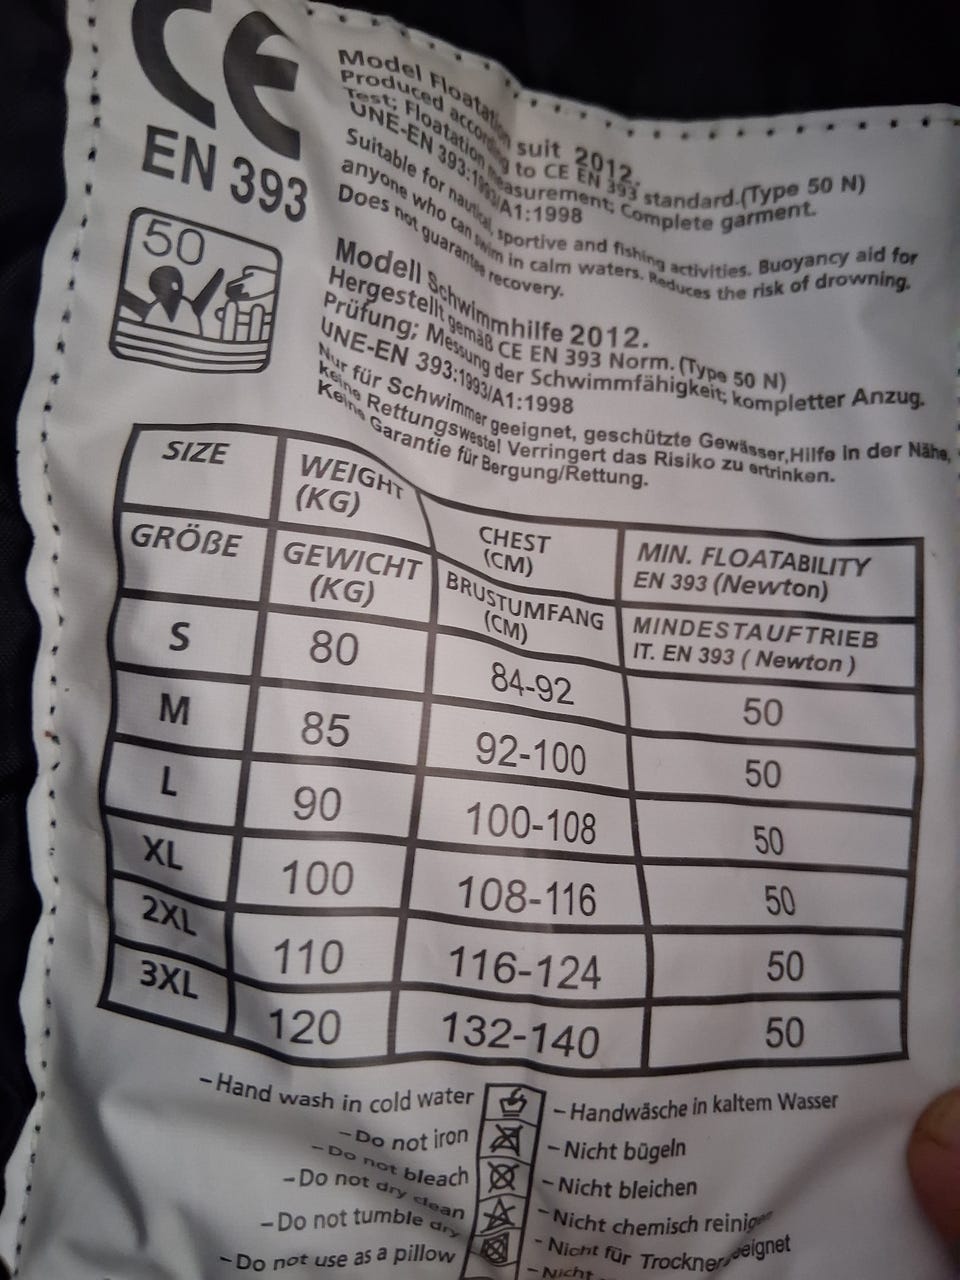 CE
EN 393
50
Model Floatation suit 2012.
Produced according to CE EN 393 standard.(Type 50 N)
Test; Floatation measurement; Complete garment.
UNE-EN 393:1993/A1:1998
Suitable for nautical, sportive and fishing activities. Buoyancy aid for
anyone who can swim in calm waters. Reduces the risk of drowning.
Does not guarantee recovery.
Modell Schwimmhilfe 2012.
Hergestellt gemäß CE EN 393 Norm. (Type 50 N)
Prüfung; Messung der Schwimmfähigkeit; kompletter Anzug.
UNE-EN 393:1993/A1:1998
Nur für Schwimmer geeignet, geschützte Gewässer,Hilfe in der Nähe,
keine Rettungsweste! Verringert das Risiko zu ertrinken.
Keine Garantie für Bergung/Rettung.
SIZE WEIGHT (KG) CHEST (CM) MIN. FLOATABILITY EN 393 (Newton)
GRÖßE GEWICHT (KG) BRUSTUMFANG (CM) MINDESTAUFTRIEB IT. EN 393 ( Newton )
S 80 84-92 50
M 85 92-100 50
L 90 100-108 50
XL 100 108-116 50
2XL 110 116-124 50
3XL 120 132-140 50
–Hand wash in cold water –Handwäsche in kaltem Wasser
–Do not iron –Nicht bügeln
–Do not bleach –Nicht bleichen
–Do not dry clean –Nicht chemisch reinigen
–Do not tumble dry –Nicht für Trockner geeignet
–Do not use as a pillow –Nicht